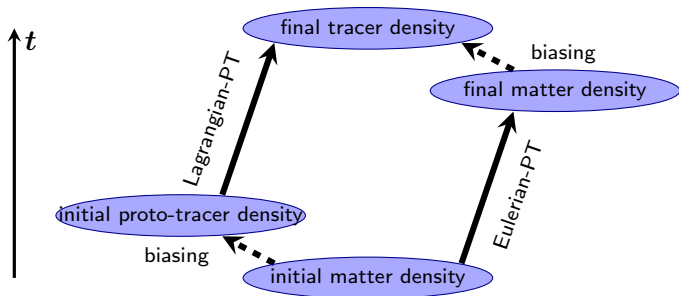 final tracer density
t
biasing
final matter density
Lagrangian-PT
Eulerian-PT
initial proto-tracer density
biasing
initial matter density